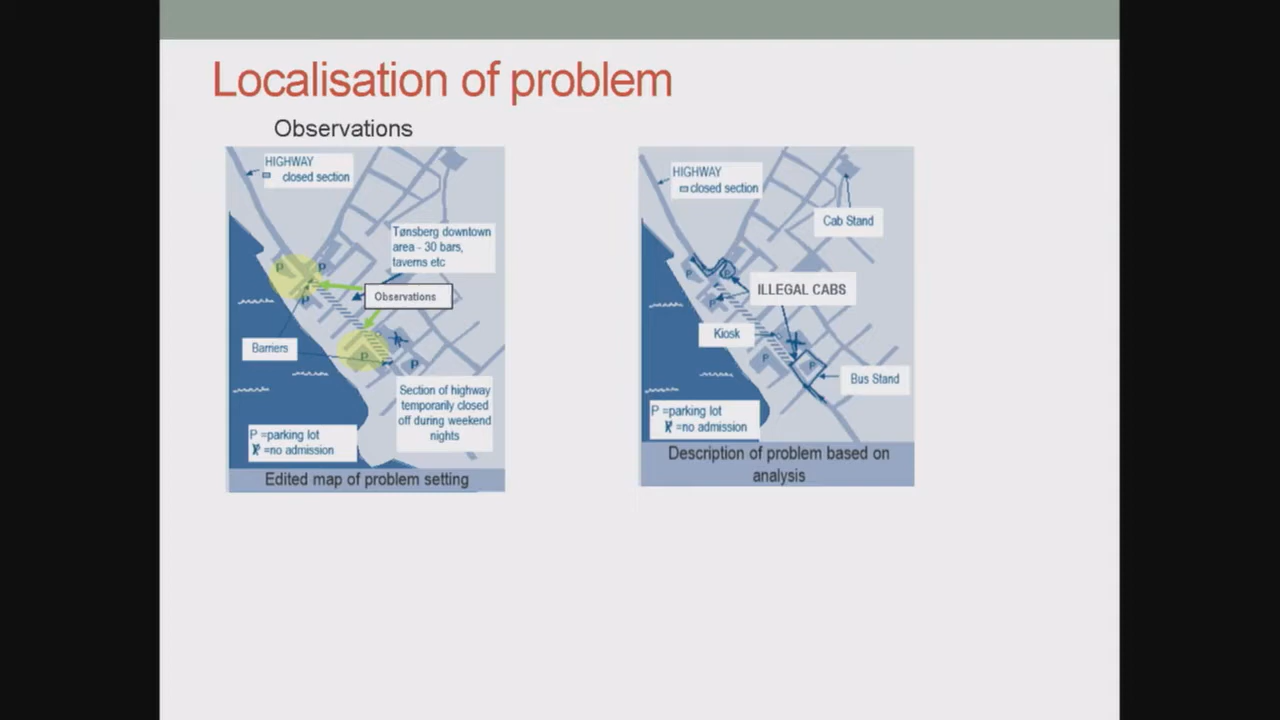 Localisation of problem
Observations
HIGHWAY
closed section
Tønsberg downtown
area - 30 bars,
taverns etc
P
P
P
Observations
Barriers
P
P
Section of highway
temporarily closed
off during weekend
nights
P =parking lot
=no admission
Edited map of problem setting
HIGHWAY
closed section
Cab Stand
P
P
P
ILLEGAL CABS
Kiosk
P
P
Bus Stand
P =parking lot
=no admission
Description of problem based on
analysis